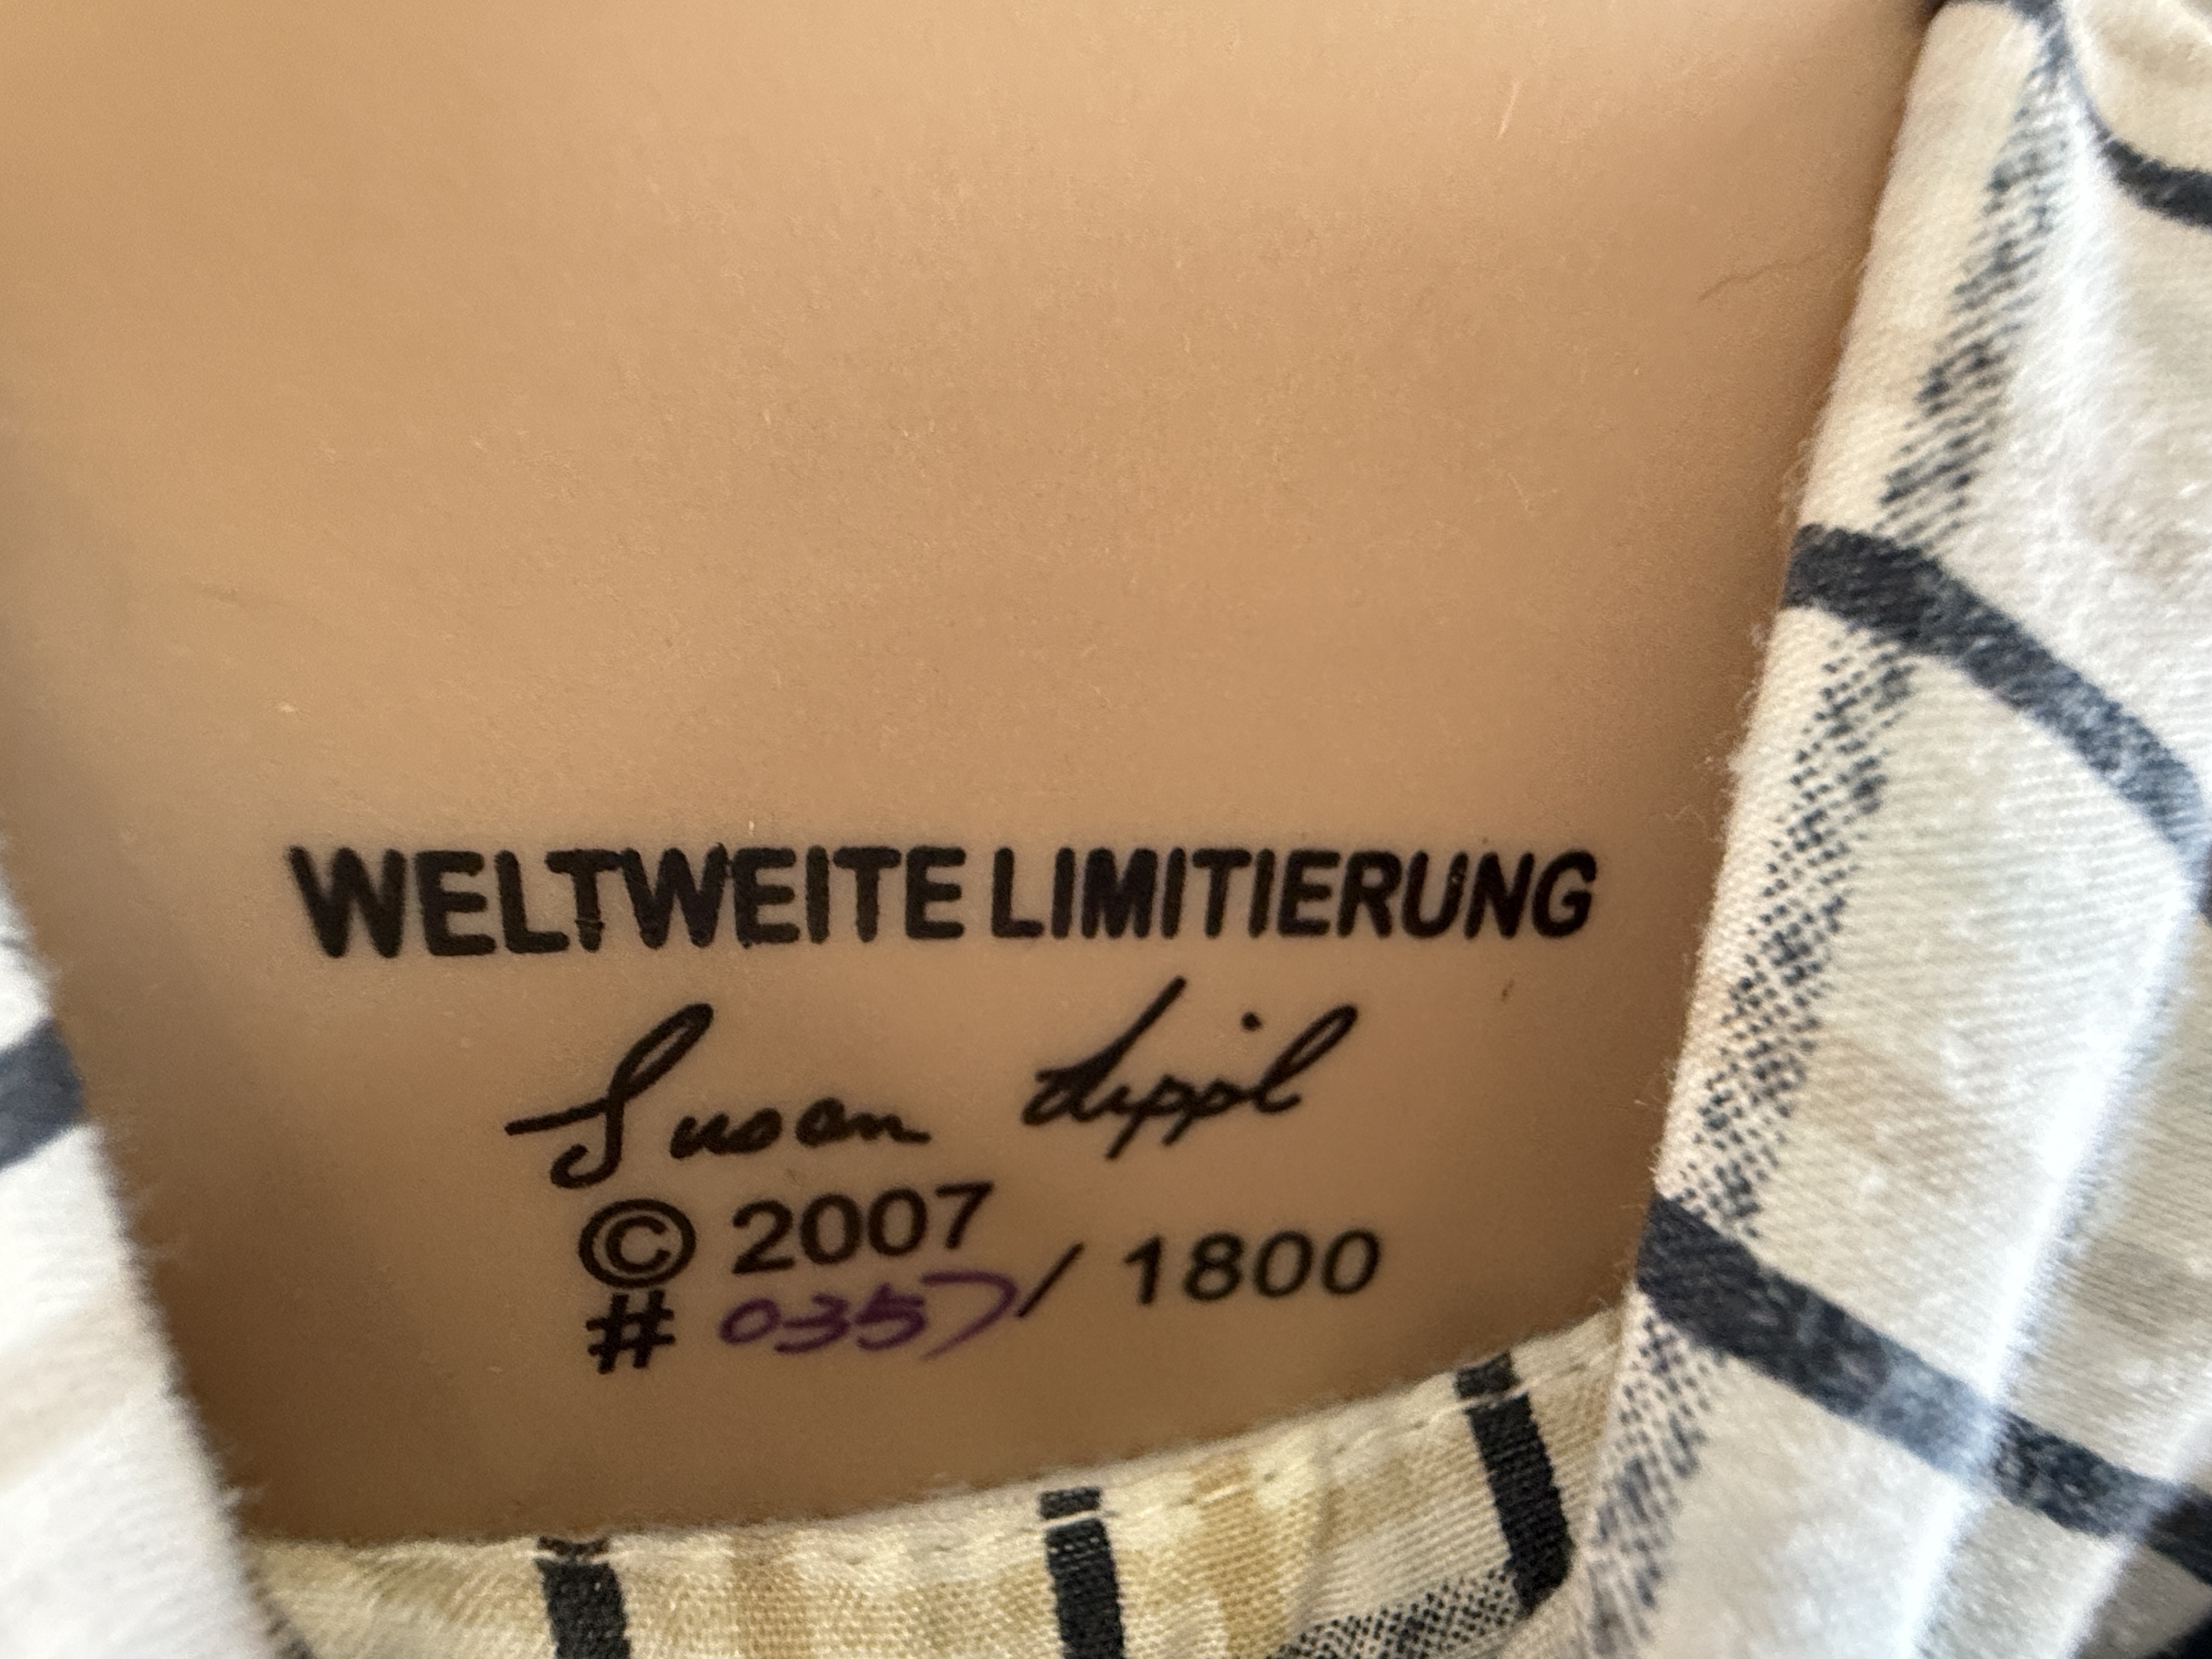 WELTWEITE LIMITIERUNG
Susan Lippl
© 2007
# 0357 / 1800